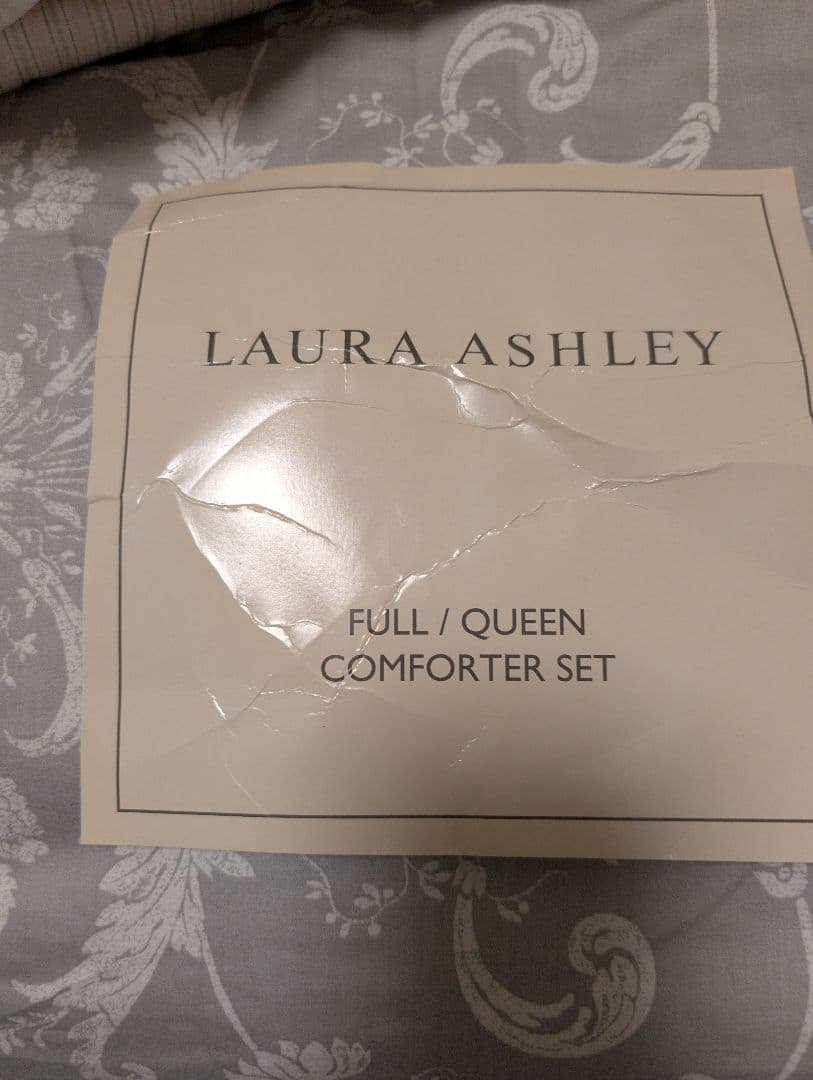 LAURA ASHLEY
FULL / QUEEN
COMFORTER SET